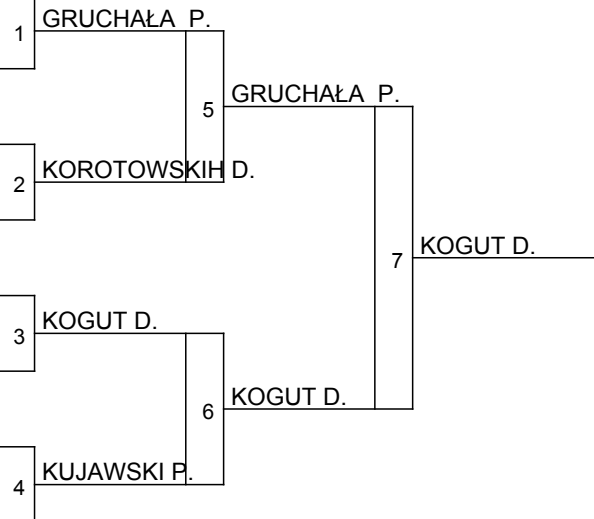 1 GRUCHAŁA P.
5 GRUCHAŁA P.
2 KOROTOWSKIH D.
7 KOGUT D.
3 KOGUT D.
6 KOGUT D.
4 KUJAWSKI P.